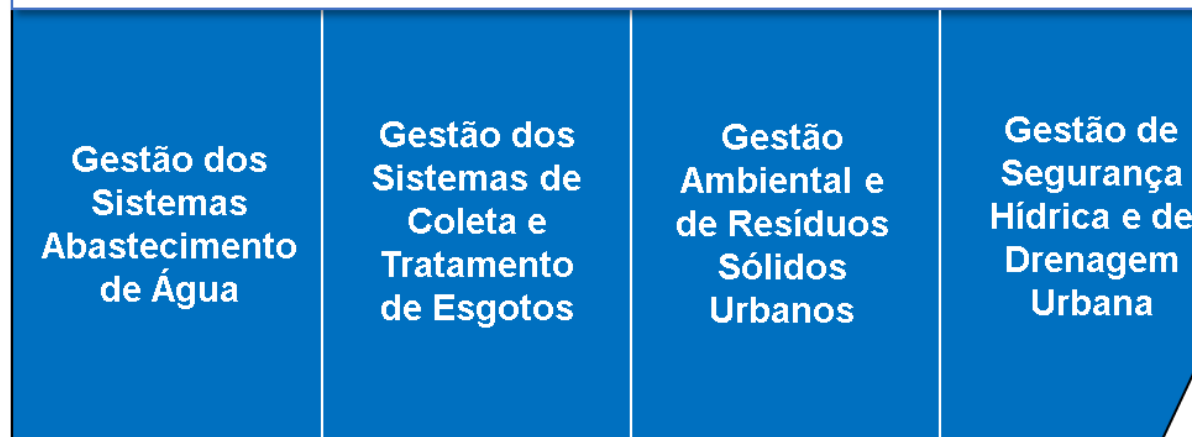 Gestão dos
Sistemas
Abastecimento
de Água
Gestão dos
Sistemas de
Coleta e
Tratamento
de Esgotos
Gestão
Ambiental e
de Resíduos
Sólidos
Urbanos
Gestão de
Segurança
Hídrica e de
Drenagem
Urbana